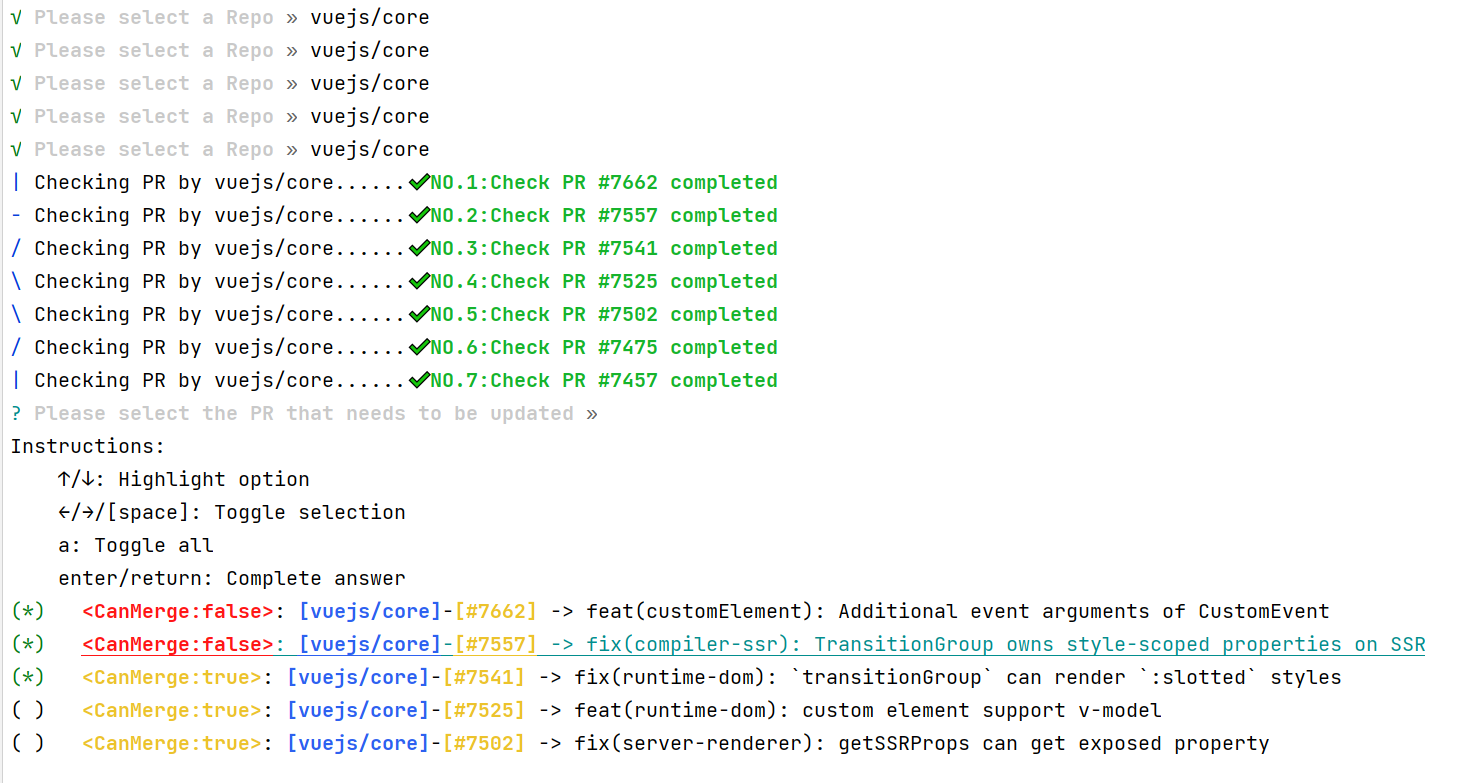 √ Please select a Repo » vuejs/core
√ Please select a Repo » vuejs/core
√ Please select a Repo » vuejs/core
√ Please select a Repo » vuejs/core
√ Please select a Repo » vuejs/core
| Checking PR by vuejs/core......✔NO.1:Check PR #7662 completed
- Checking PR by vuejs/core......✔NO.2:Check PR #7557 completed
/ Checking PR by vuejs/core......✔NO.3:Check PR #7541 completed
\ Checking PR by vuejs/core......✔NO.4:Check PR #7525 completed
\ Checking PR by vuejs/core......✔NO.5:Check PR #7502 completed
/ Checking PR by vuejs/core......✔NO.6:Check PR #7475 completed
| Checking PR by vuejs/core......✔NO.7:Check PR #7457 completed
? Please select the PR that needs to be updated »
Instructions:
    ↑/↓: Highlight option
    ←/→/[space]: Toggle selection
    a: Toggle all
    enter/return: Complete answer
(*)   <CanMerge:false>: [vuejs/core]-[#7662] -> feat(customElement): Additional event arguments of CustomEvent
(*)   <CanMerge:false>: [vuejs/core]-[#7557] -> fix(compiler-ssr): TransitionGroup owns style-scoped properties on SSR
(*)   <CanMerge:true>: [vuejs/core]-[#7541] -> fix(runtime-dom): `transitionGroup` can render `:slotted` styles
( )   <CanMerge:true>: [vuejs/core]-[#7525] -> feat(runtime-dom): custom element support v-model
( )   <CanMerge:true>: [vuejs/core]-[#7502] -> fix(server-renderer): getSSRProps can get exposed property